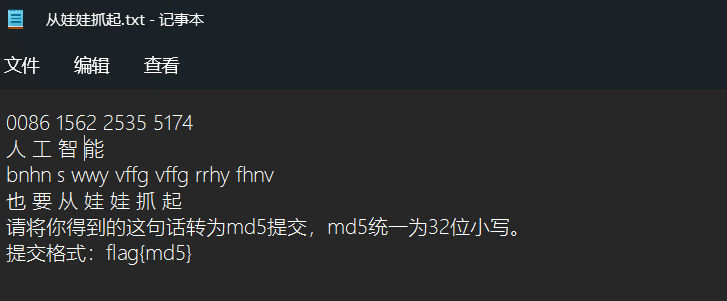 从娃娃抓起.txt - 记事本
文件 编辑 查看
0086 1562 2535 5174
人 工 智 能
bnhn s wwy vffg vffg rrhy fhnv
也 要 从 娃 娃 抓 起
请将你得到的这句话转为md5提交，md5统一为32位小写。
提交格式：flag{md5}